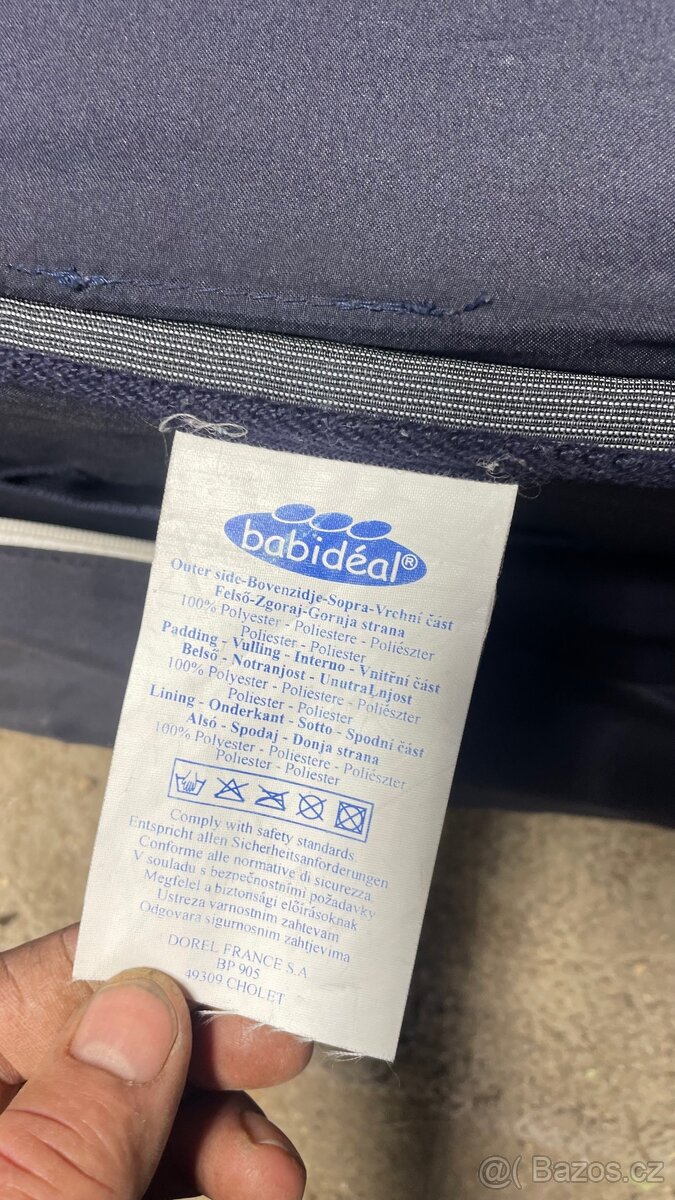 babidéal®
Outer side-Bovenzidje-Sopra-Vrchní část
Felső-Zgoraj-Gornja strana
100% Polyester - Poliestere - Poliészter
Poliester - Poliester
Padding - Vulling - Interno - Vnitřní část
Belső - Notranjost - UnutraLnjost
100% Polyester - Poliestere - Poliészter
Poliester - Poliester
Lining - Onderkant - Sotto - Spodní část
Alsó - Spodaj - Donja strana
100% Polyester - Poliestere - Poliészter
Poliester - Poliester
Comply with safety standards
Entspricht allen Sicherheitsanforderungen
Conforme alle normative di sicurezza
V souladu s bezpečnostními požadavky
Megfelel a biztonsági előirásoknak
Ustreza varnostnim zahtevam
Odgovara sigurnosnim zahtjevima
DOREL FRANCE S.A
BP 905
49309 CHOLET
@( Bazos.cz